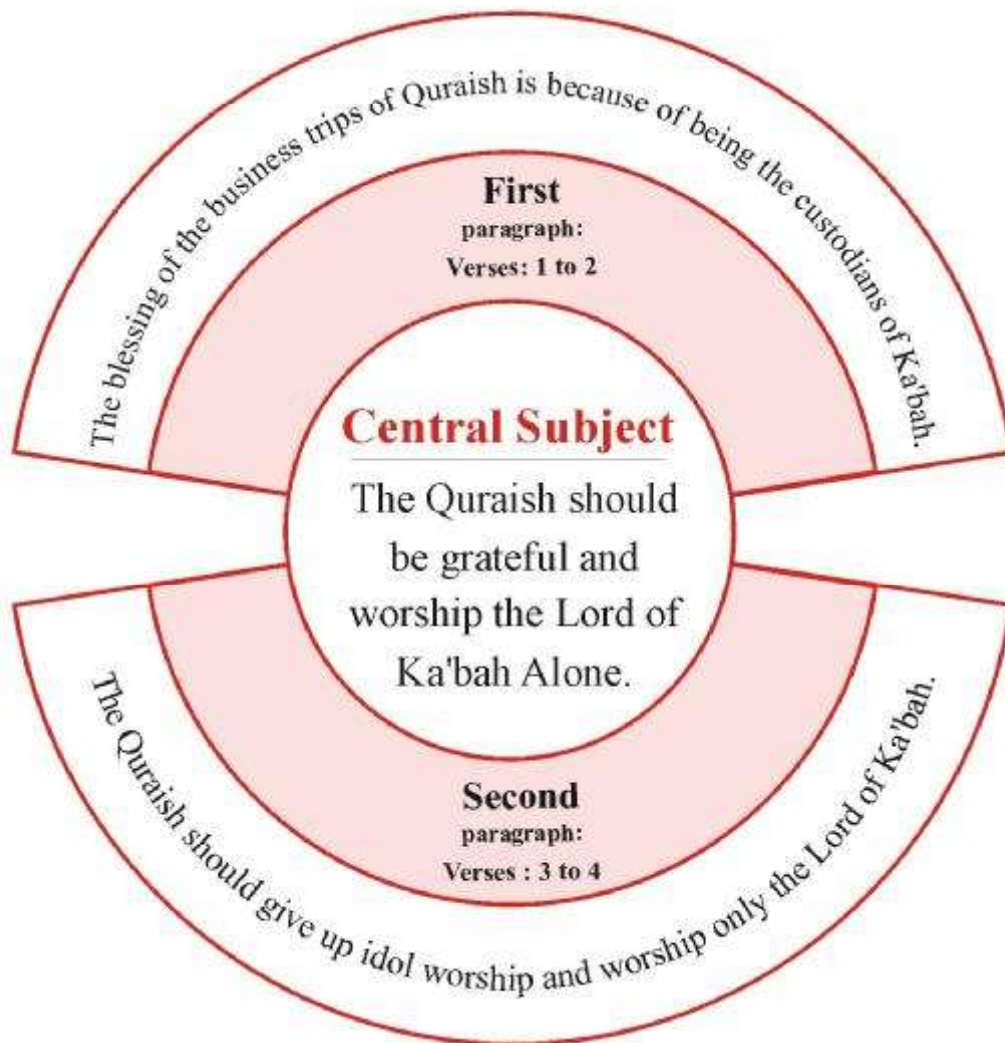 The blessing of the business trips of Quraish is because of being the custodians of Ka'bah.
First
paragraph:
Verses: 1 to 2
Central Subject
The Quraish should
be grateful and
worship the Lord of
Ka'bah Alone.
Second
paragraph:
Verses : 3 to 4
The Quraish should give up idol worship and worship only the Lord of Ka'bah.